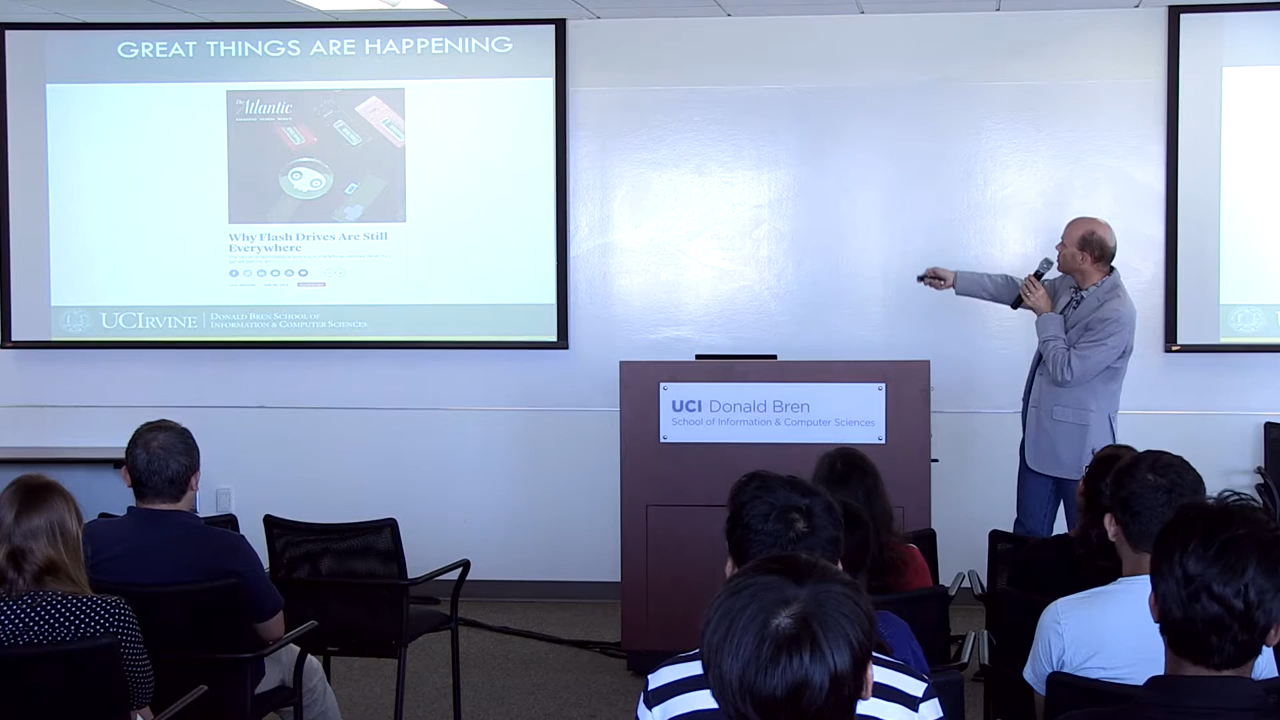 GREAT THINGS ARE HAPPENING
The Atlantic
Why Flash Drives Are Still
Everywhere
UCIRVINE
DONALD BREN SCHOOL OF
INFORMATION & COMPUTER SCIENCES
UCI Donald Bren
School of Information & Computer Sciences